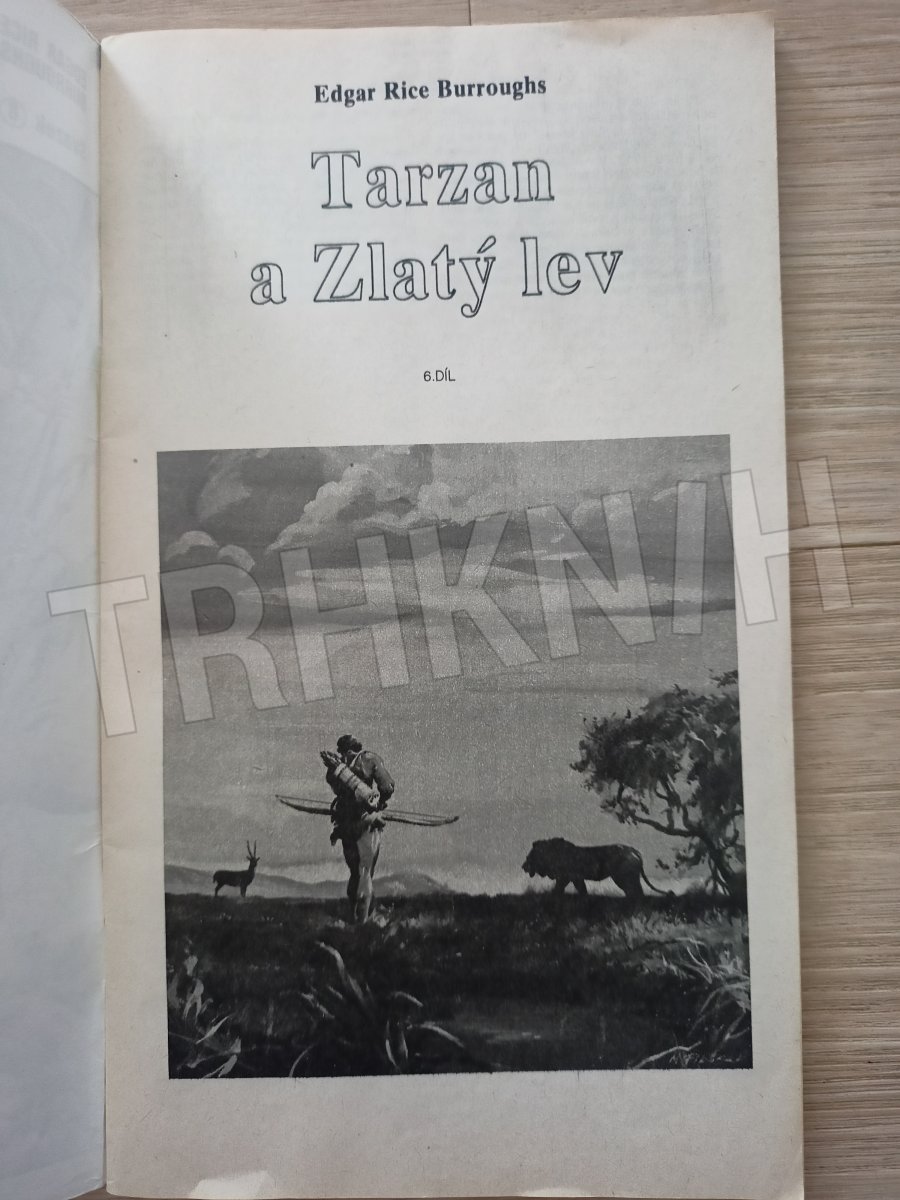 Edgar Rice Burroughs
Tarzan
a Zlatý lev
6.DÍL
TRHKNIH